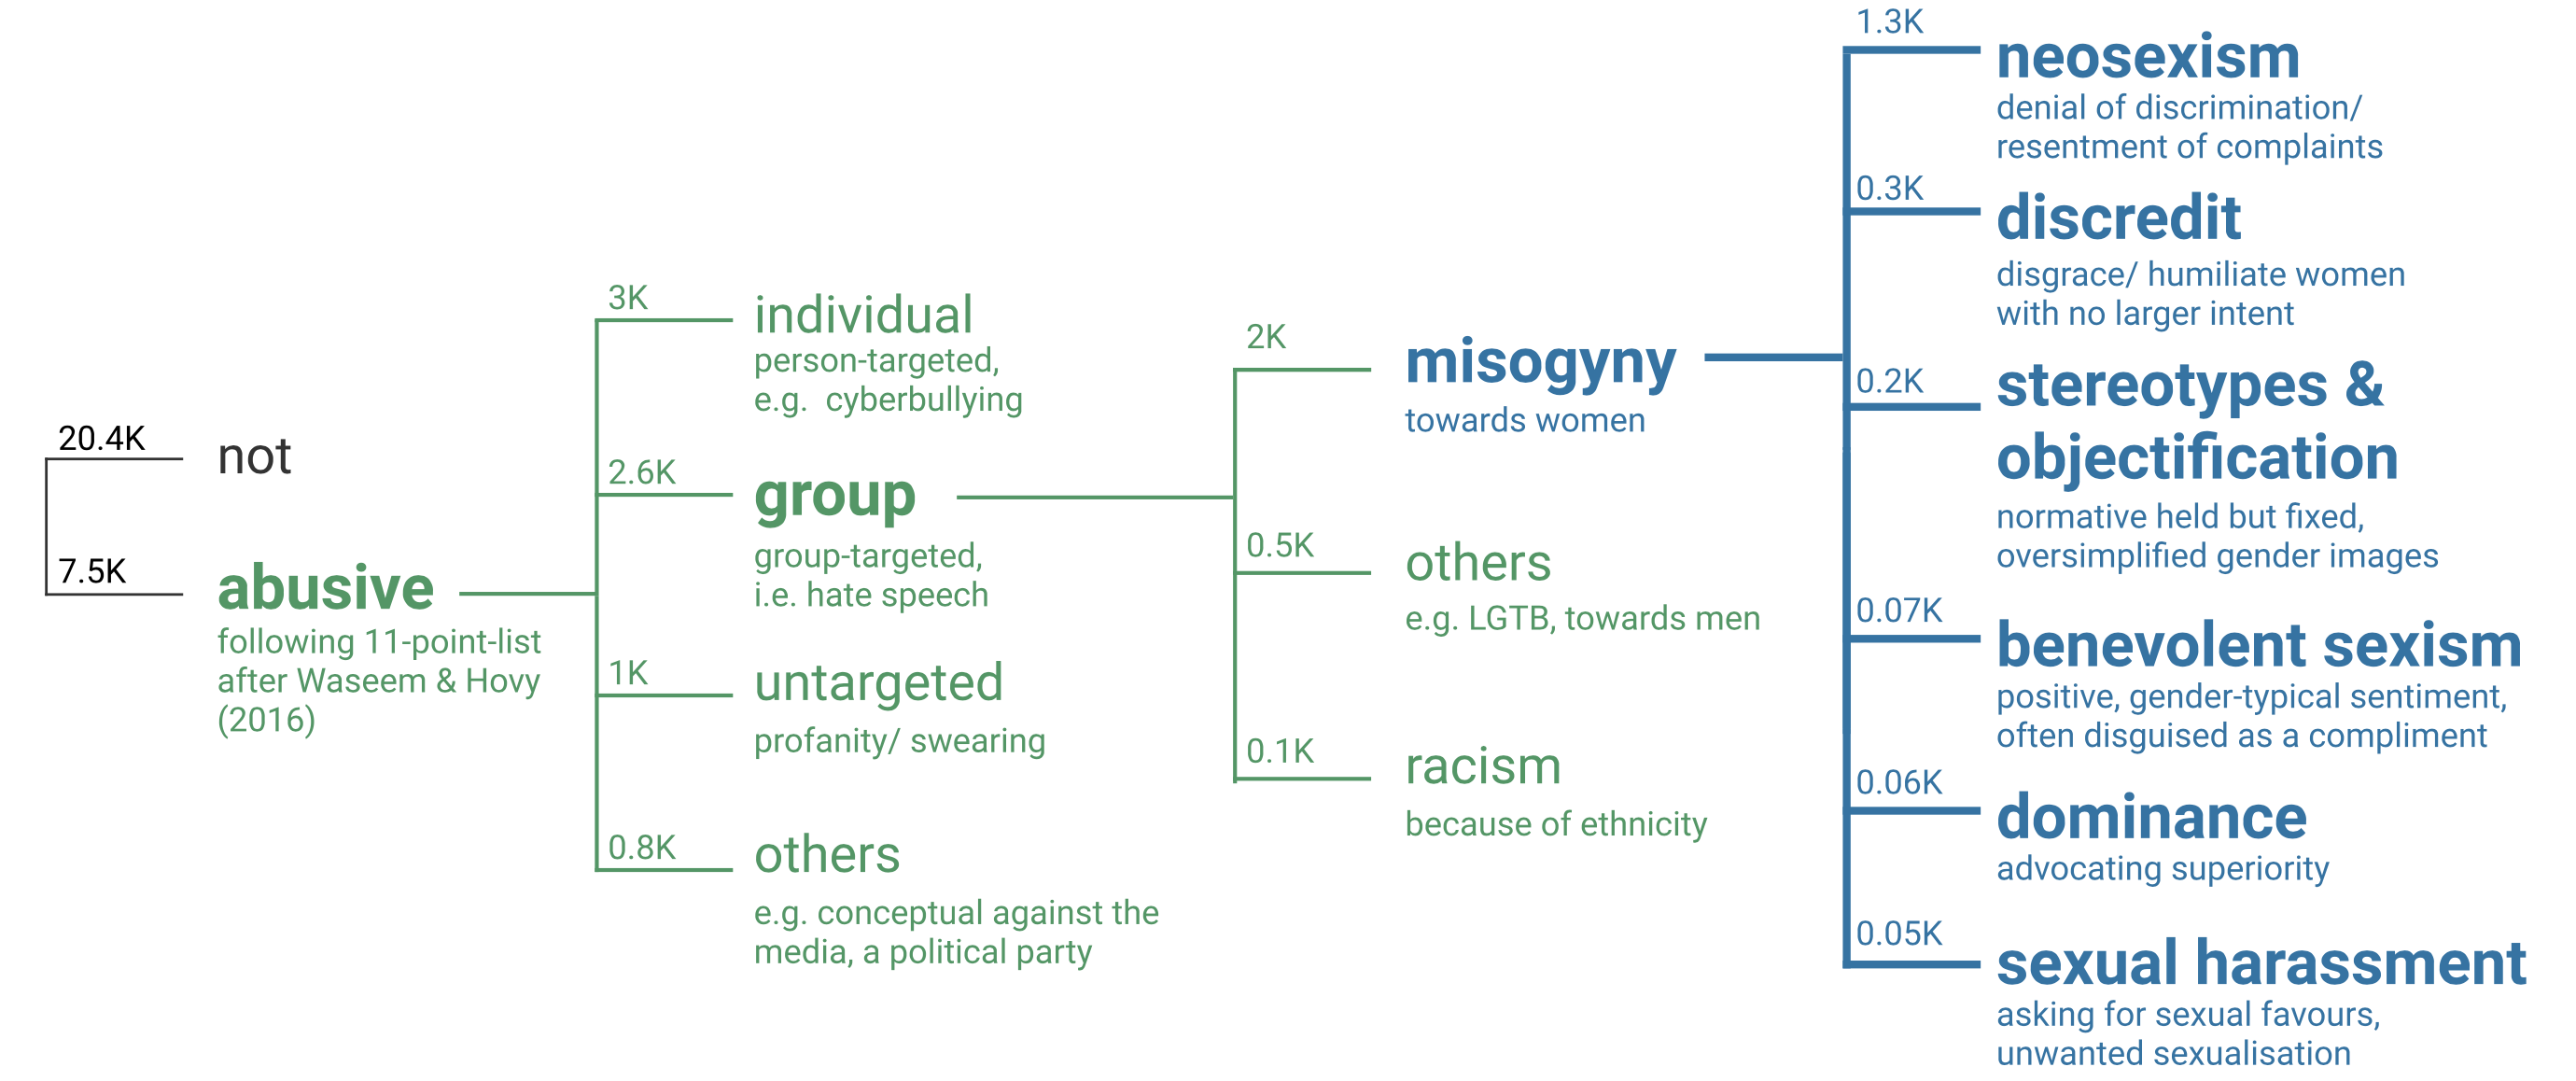 20.4K
not
7.5K
abusive
following 11-point-list
after Waseem & Hovy
(2016)
3K
individual
person-targeted,
e.g. cyberbullying
2.6K
group
group-targeted,
i.e. hate speech
1K
untargeted
profanity/ swearing
0.8K
others
e.g. conceptual against the
media, a political party
2K
misogyny
towards women
0.5K
others
e.g. LGTB, towards men
0.1K
racism
because of ethnicity
1.3K
neosexism
denial of discrimination/
resentment of complaints
0.3K
discredit
disgrace/ humiliate women
with no larger intent
0.2K
stereotypes &
objectification
normative held but fixed,
oversimplified gender images
0.07K
benevolent sexism
positive, gender-typical sentiment,
often disguised as a compliment
0.06K
dominance
advocating superiority
0.05K
sexual harassment
asking for sexual favours,
unwanted sexualisation